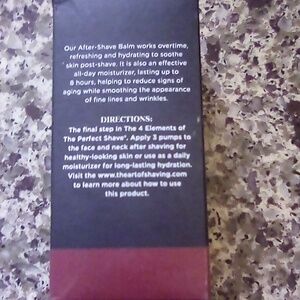 Our After-Shave Balm works overtime,
refreshing and hydrating to soothe
skin post-shave. It is also an effective
all-day moisturizer, lasting up to
8 hours, helping to reduce signs of
aging while smoothing the appearance
of fine lines and wrinkles.
DIRECTIONS:
The final step in The 4 Elements of
The Perfect Shave®. Apply 3 pumps to
the face and neck after shaving for
healthy-looking skin or use as a daily
moisturizer for long-lasting hydration.
Visit the www.theartofshaving.com
to learn more about how to use
this product.